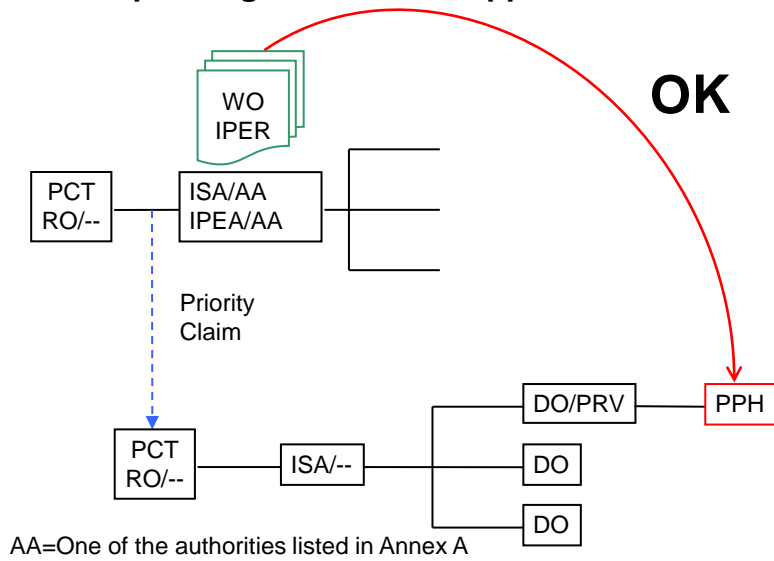 OK
WO
IPER
PCT
RO/--
ISA/AA
IPEA/AA
Priority
Claim
DO/PRV
PPH
PCT
RO/--
ISA/--
DO
DO
AA=One of the authorities listed in Annex A